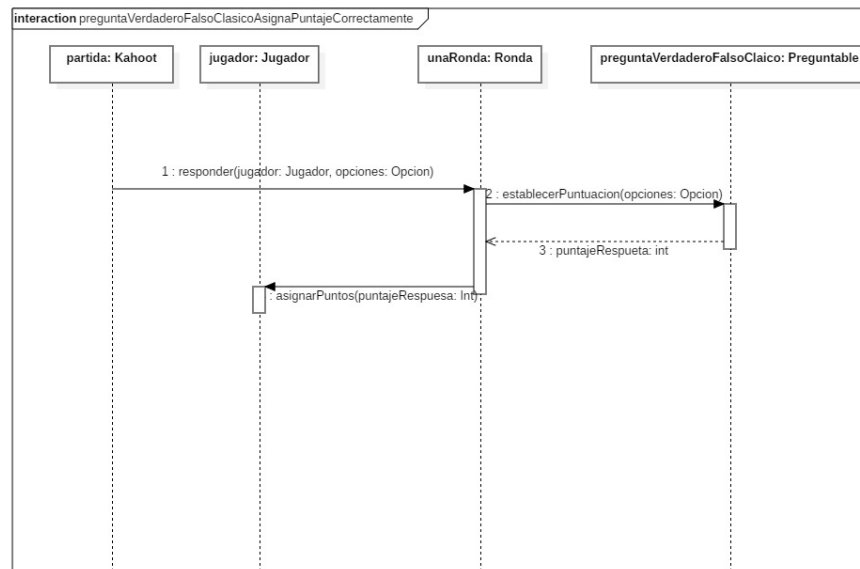 interaction preguntaVerdaderoFalsoClasicoAsignaPuntajeCorrectamente
partida: Kahoot
jugador: Jugador
unaRonda: Ronda
preguntaVerdaderoFalsoClaico: Preguntable
1 : responder(jugador: Jugador, opciones: Opcion)
2 : establecerPuntuacion(opciones: Opcion)
3 : puntajeRespueta: int
: asignarPuntos(puntajeRespuesa: Int)